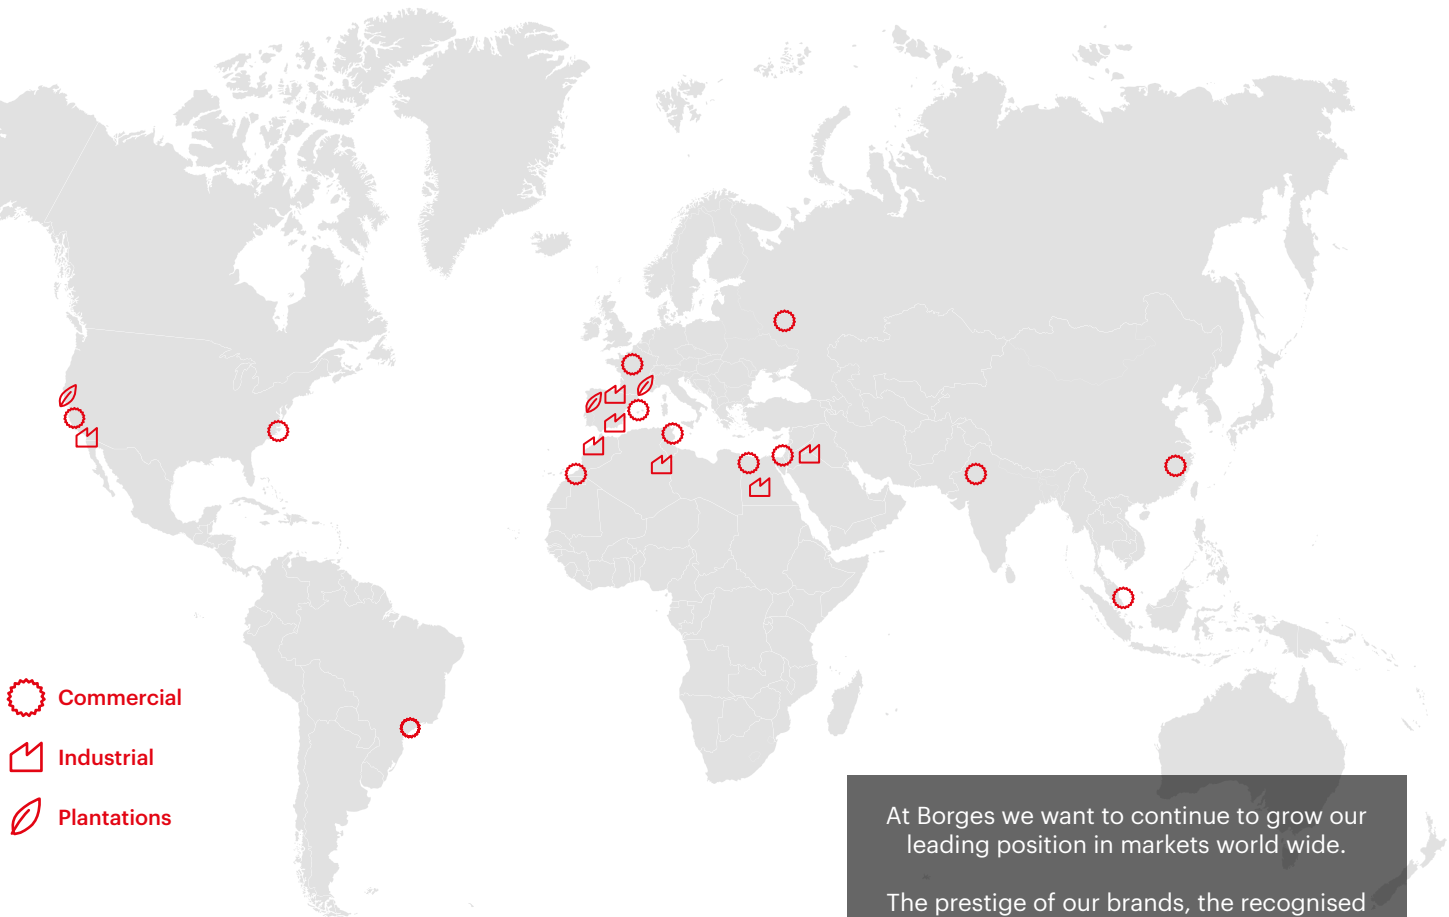 Commercial
Industrial
Plantations
At Borges we want to continue to grow our
leading position in markets world wide.
The prestige of our brands, the recognised